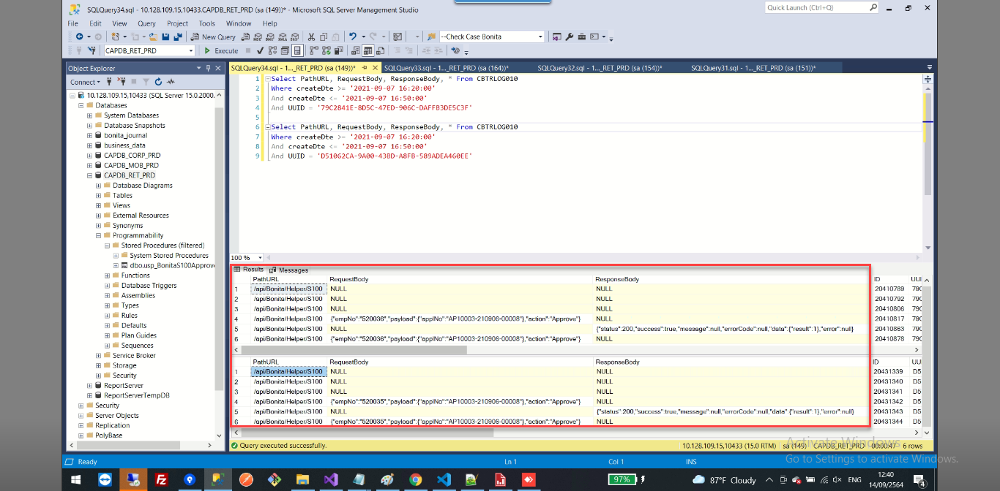 SQLQuery34.sql - 10.128.109.15,10433.CAPDB_RET_PRD (sa (149))* - Microsoft SQL Server Management Studio
Quick Launch (Ctrl+Q)
File Edit View Query Project Tools Window Help
New Query
--Check Case Bonita
CAPDB_RET_PRD
Execute
Object Explorer
SQLQuery34.sql - 1..._RET_PRD (sa (149))*
SQLQuery33.sql - 1..._RET_PRD (sa (164))*
SQLQuery32.sql - 1..._RET_PRD (sa (154))*
SQLQuery31.sql - 1..._RET_PRD (sa (151))*
Connect
10.128.109.15,10433 (SQL Server 15.0.2000.
Databases
System Databases
Database Snapshots
bonita_journal
business_data
CAPDB_CORP_PRD
CAPDB_MOB_PRD
CAPDB_RET_PRD
Database Diagrams
Tables
Views
External Resources
Synonyms
Programmability
Stored Procedures (filtered)
System Stored Procedures
dbo.usp_BonitaS100Approv
Functions
Database Triggers
Assemblies
Types
Rules
Defaults
Plan Guides
Sequences
Service Broker
Storage
Security
ReportServer
ReportServerTempDB
Security
Server Objects
Replication
PolyBase
1 Select PathURL, RequestBody, ResponseBody, * From CBTRLOG010
2 Where createDte >= '2021-09-07 16:20:00'
3 And createDte <= '2021-09-07 16:50:00'
4 And UUID = '79C2841E-8D5C-47ED-906C-DAFFB3DE5C3F'
5
6 Select PathURL, RequestBody, ResponseBody, * From CBTRLOG010
7 Where createDte >= '2021-09-07 16:20:00'
8 And createDte <= '2021-09-07 16:50:00'
9 And UUID = 'D51062CA-9A00-43BD-A8FB-589ADEA460EE'
100 %
Results Messages
PathURL RequestBody ResponseBody ID UUI
1 /api/Bonita/Helper/S100 NULL NULL 20410789 790
2 /api/Bonita/Helper/S100 NULL NULL 20410792 790
3 /api/Bonita/Helper/S100 NULL NULL 20410806 790
4 /api/Bonita/Helper/S100 {"empNo":"520036","payload":{"applNo":"AP10003-210906-00008"},"action":"Approve"} NULL 20410817 790
5 /api/Bonita/Helper/S100 NULL {"status":200,"success":true,"message":null,"errorCode":null,"data":{"result":1},"error":null} 20410863 790
6 /api/Bonita/Helper/S100 {"empNo":"520036","payload":{"applNo":"AP10003-210906-00008"},"action":"Approve"} NULL 20410878 790
PathURL RequestBody ResponseBody ID UUI
1 /api/Bonita/Helper/S100 NULL NULL 20431339 D5
2 /api/Bonita/Helper/S100 NULL NULL 20431340 D5
3 /api/Bonita/Helper/S100 NULL NULL 20431341 D5
4 /api/Bonita/Helper/S100 {"empNo":"520035","payload":{"applNo":"AP10003-210906-00008"},"action":"Approve"} NULL 20431342 D5
5 /api/Bonita/Helper/S100 NULL {"status":200,"success":true,"message":null,"errorCode":null,"data":{"result":1},"error":null} 20431343 D5
6 /api/Bonita/Helper/S100 {"empNo":"520035","payload":{"applNo":"AP10003-210906-00008"},"action":"Approve"} NULL 20431344 D5
Query executed successfully. 10.128.109.15,10433 (15.0 RTM) sa (149) CAPDB_RET_PRD 00:00:47 6 rows
Activate Windows
Go to Settings to activate Windows.
Ready Ln 1 Col 1 INS
97% 87°F Cloudy ENG 12:40
14/09/2564
4